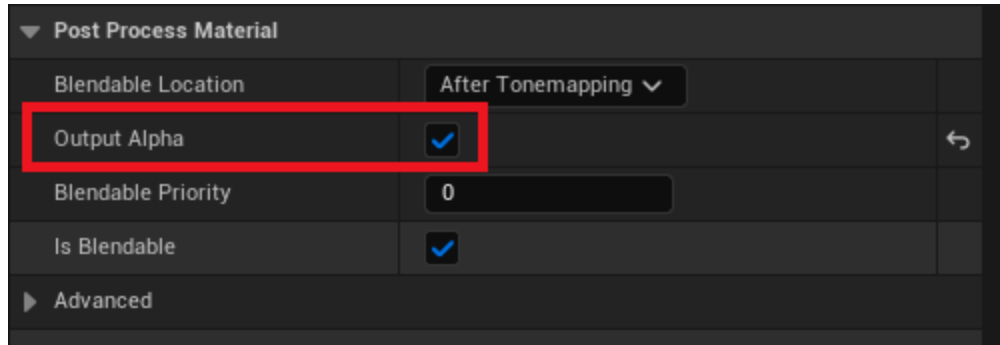 Post Process Material
Blendable Location After Tonemapping
Output Alpha
Blendable Priority 0
Is Blendable
Advanced